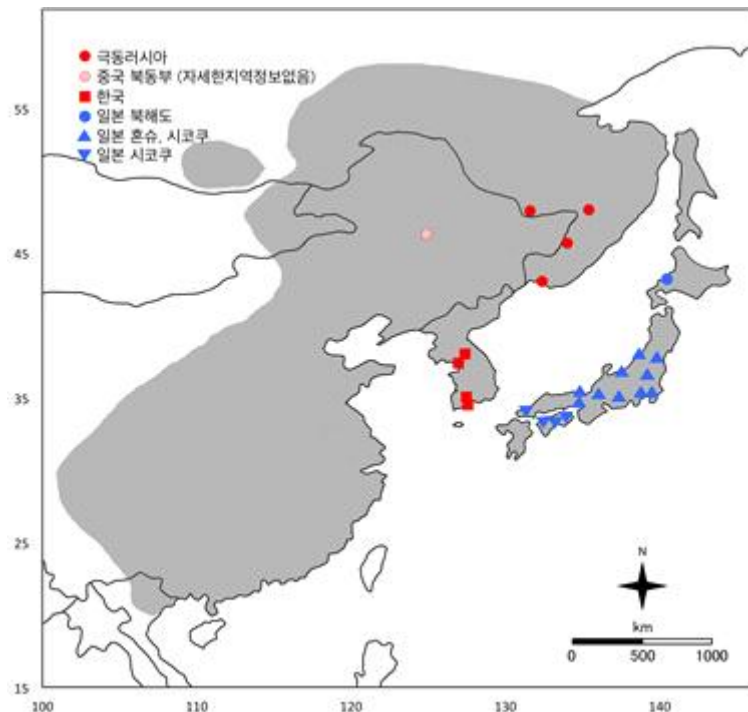 극동러시아
중국 북동부 (자세한지역정보없음)
한국
일본 북해도
일본 혼슈, 시코쿠
일본 시코쿠
55
45
35
25
15
N
km
0 500 1000
100 110 120 130 140